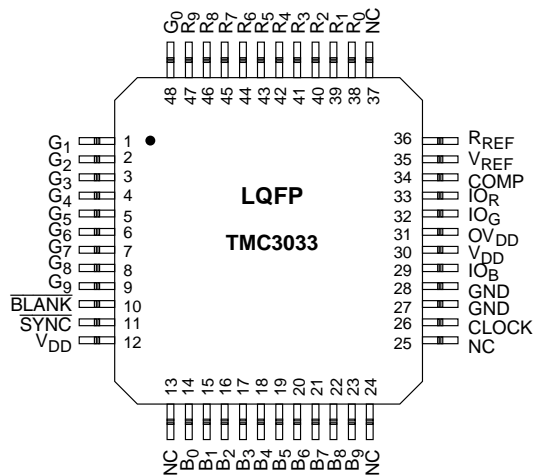 G0 R9 R8 R7 R6 R5 R4 R3 R2 R1 R0 NC
48 47 46 45 44 43 42 41 40 39 38 37
G1 1
G2 2
G3 3
G4 4
G5 5
G6 6
G7 7
G8 8
G9 9
BLANK 10
SYNC 11
VDD 12
LQFP
TMC3033
36 RREF
35 VREF
34 COMP
33 IOR
32 IOG
31 OVDD
30 VDD
29 IOB
28 GND
27 GND
26 CLOCK
25 NC
13 14 15 16 17 18 19 20 21 22 23 24
NC B0 B1 B2 B3 B4 B5 B6 B7 B8 B9 NC